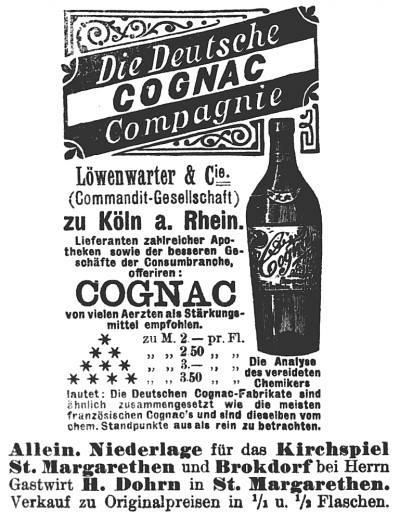 Die Deutsche
COGNAC
Compagnie
Löwenwarter & Cie.
(Commandit-Gesellschaft)
zu Köln a. Rhein.
Lieferanten zahlreicher Apo-
theken sowie der besseren Ge-
schäfte der Consumbranche,
offeriren:
COGNAC
von vielen Aerzten als Stärkungs-
mittel empfohlen.
* zu M. 2.— pr. Fl.
** „ „ 2.50 „ „
*** „ „ 3.— „ „
**** „ „ 3.50 „ „
Die Analyse
des vereideten
Chemikers
lautet: Die Deutschen Cognac-Fabrikate sind
ähnlich zusammengesetzt wie die meisten
französischen Cognac's und sind dieselben vom
chem. Standpunkte aus als rein zu betrachten.
Allein. Niederlage für das Kirchspiel
St. Margarethen und Brokdorf bei Herrn
Gastwirt H. Dohrn in St. Margarethen.
Verkauf zu Originalpreisen in 1/1 u. 1/2 Flaschen.